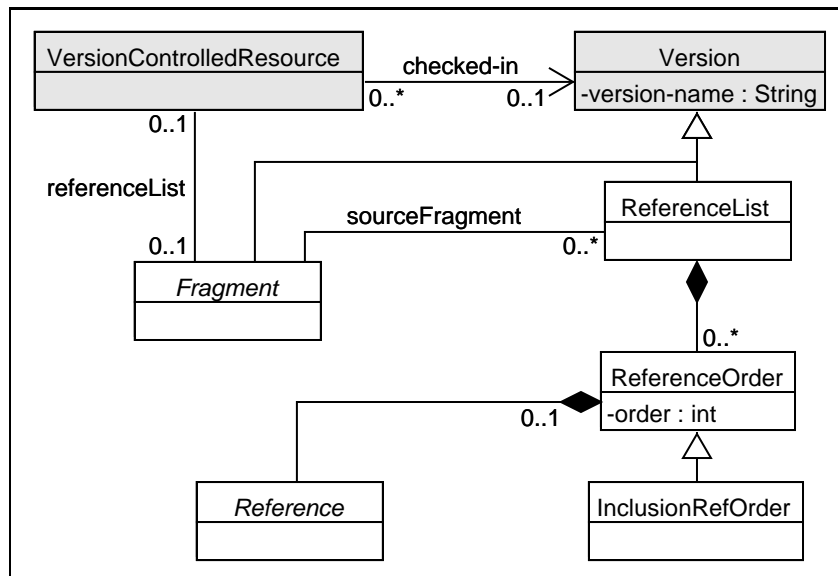 VersionControlledResource
checked-in
Version
0..*
0..1
-version-name : String
0..1
referenceList
sourceFragment
ReferenceList
0..1
0..*
Fragment
0..*
ReferenceOrder
0..1
-order : int
Reference
InclusionRefOrder